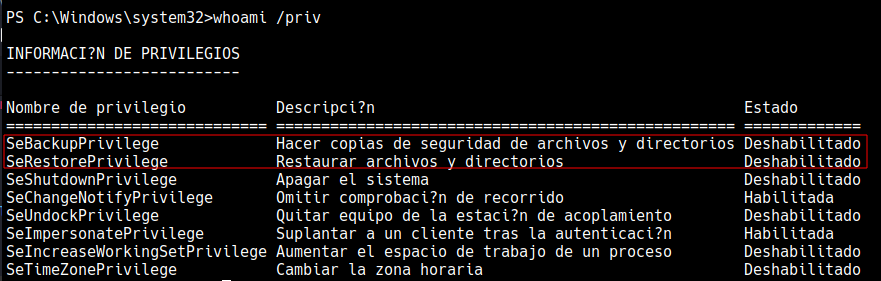 PS C:\Windows\system32>whoami /priv
INFORMACI?N DE PRIVILEGIOS
--------------------------
Nombre de privilegio Descripci?n Estado
============================= =================================================== =============
SeBackupPrivilege Hacer copias de seguridad de archivos y directorios Deshabilitado
SeRestorePrivilege Restaurar archivos y directorios Deshabilitado
SeShutdownPrivilege Apagar el sistema Deshabilitado
SeChangeNotifyPrivilege Omitir comprobaci?n de recorrido Habilitada
SeUndockPrivilege Quitar equipo de la estaci?n de acoplamiento Deshabilitado
SeImpersonatePrivilege Suplantar a un cliente tras la autenticaci?n Habilitada
SeIncreaseWorkingSetPrivilege Aumentar el espacio de trabajo de un proceso Deshabilitado
SeTimeZonePrivilege Cambiar la zona horaria Deshabilitado